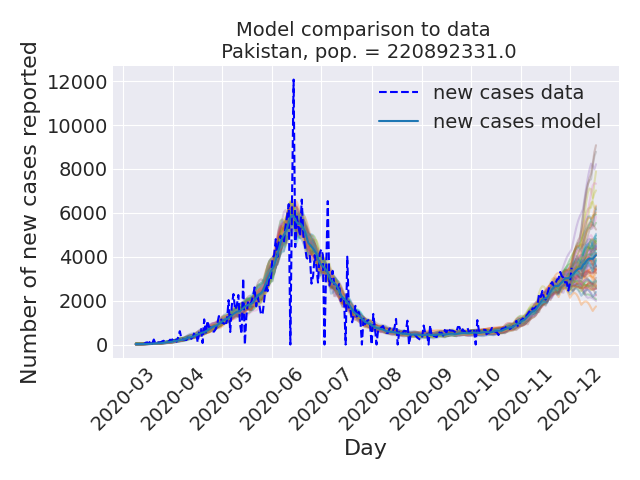 Model comparison to data
Pakistan, pop. = 220892331.0
Number of new cases reported
12000
10000
8000
6000
4000
2000
0
new cases data
new cases model
2020-03
2020-04
2020-05
2020-06
2020-07
2020-08
2020-09
2020-10
2020-11
2020-12
Day